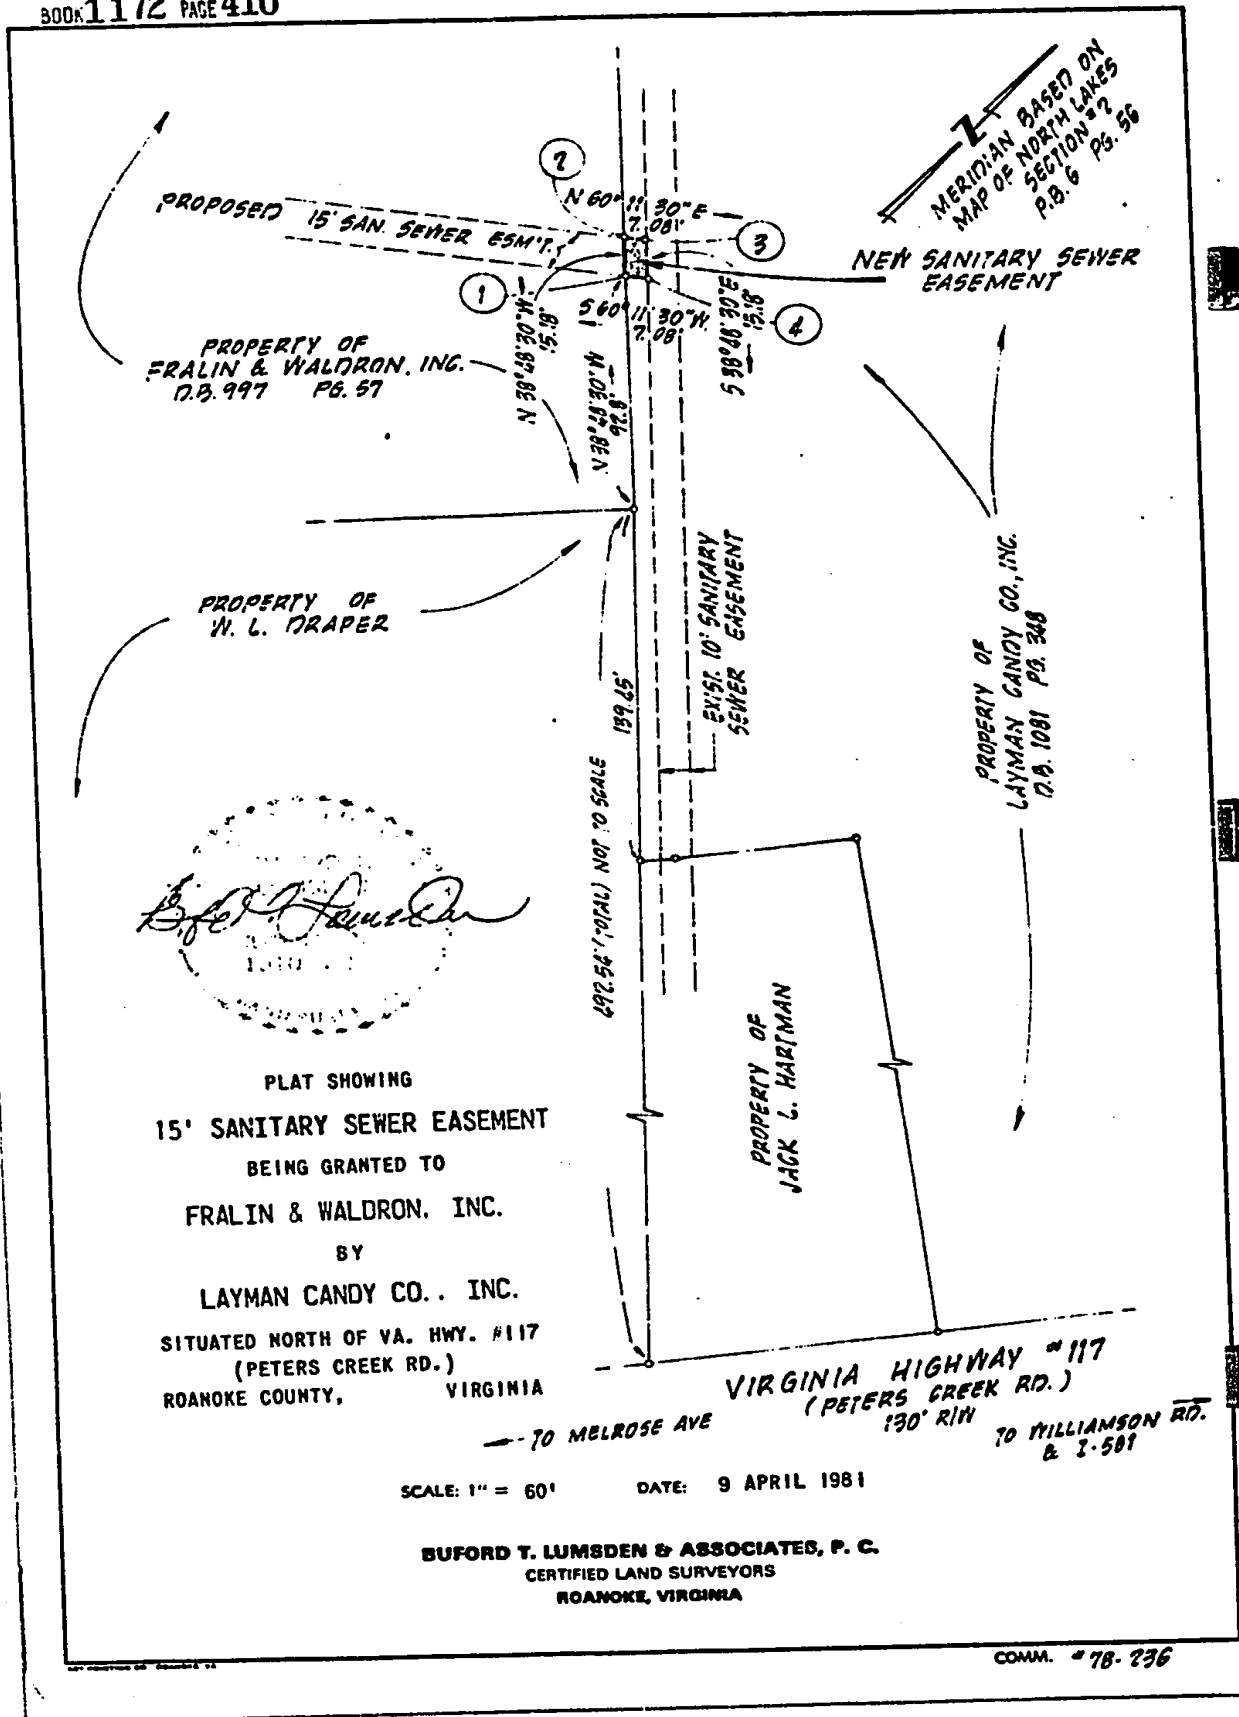 BOOK 1172 PAGE 410
MERIDIAN BASED ON
MAP OF NORTH LAKES
SECTION #2
P.B. 6 PG. 56
N
2
N 60° 11' 30" E
7.08'
PROPOSED 15' SAN. SEWER ESM'T.
3
NEW SANITARY SEWER
EASEMENT
1
N 38° 48' 30" W.
15.18'
S 60° 11' 30" W.
7.08'
S 38° 48' 30" E
15.18'
4
PROPERTY OF
FRALIN & WALDRON, INC.
D.B. 997 PG. 57
N 38° 48' 30" W.
92.8'
PROPERTY OF
W. L. DRAPER
EXIST. 10' SANITARY
SEWER EASEMENT
PROPERTY OF
LAYMAN CANDY CO., INC.
D.B. 1081 PG. 348
139.65'
692.54' (TOTAL) NOT TO SCALE
PROPERTY OF
JACK L. HARTMAN
PLAT SHOWING
15' SANITARY SEWER EASEMENT
BEING GRANTED TO
FRALIN & WALDRON, INC.
BY
LAYMAN CANDY CO., INC.
SITUATED NORTH OF VA. HWY. #117
(PETERS CREEK RD.)
ROANOKE COUNTY, VIRGINIA
VIRGINIA HIGHWAY #117
(PETERS CREEK RD.)
130' R/W
TO MELROSE AVE
TO WILLIAMSON RD.
& I-581
SCALE: 1" = 60' DATE: 9 APRIL 1981
BUFORD T. LUMSDEN & ASSOCIATES, P. C.
CERTIFIED LAND SURVEYORS
ROANOKE, VIRGINIA
COMM. #78-236